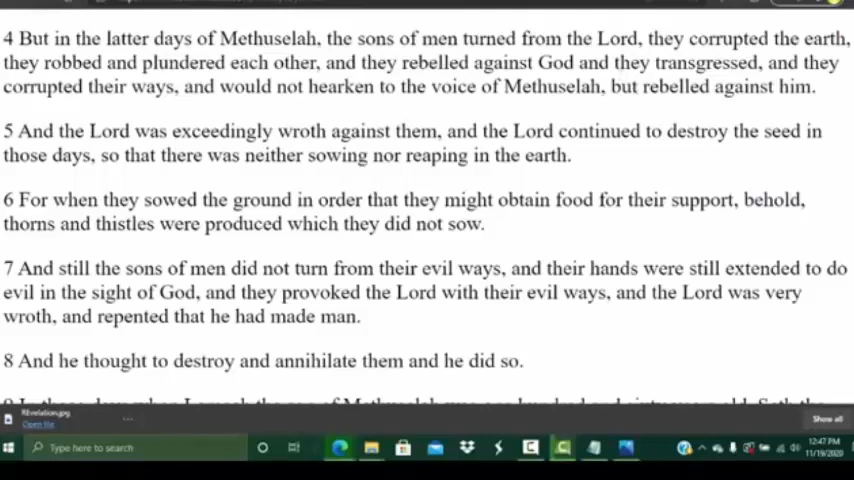 4 But in the latter days of Methuselah, the sons of men turned from the Lord, they corrupted the earth,
they robbed and plundered each other, and they rebelled against God and they transgressed, and they
corrupted their ways, and would not hearken to the voice of Methuselah, but rebelled against him.
5 And the Lord was exceedingly wroth against them, and the Lord continued to destroy the seed in
those days, so that there was neither sowing nor reaping in the earth.
6 For when they sowed the ground in order that they might obtain food for their support, behold,
thorns and thistles were produced which they did not sow.
7 And still the sons of men did not turn from their evil ways, and their hands were still extended to do
evil in the sight of God, and they provoked the Lord with their evil ways, and the Lord was very
wroth, and repented that he had made man.
8 And he thought to destroy and annihilate them and he did so.
REvelation.jpg
Open file
Show all
Type here to search
12:47 PM
11/19/2020